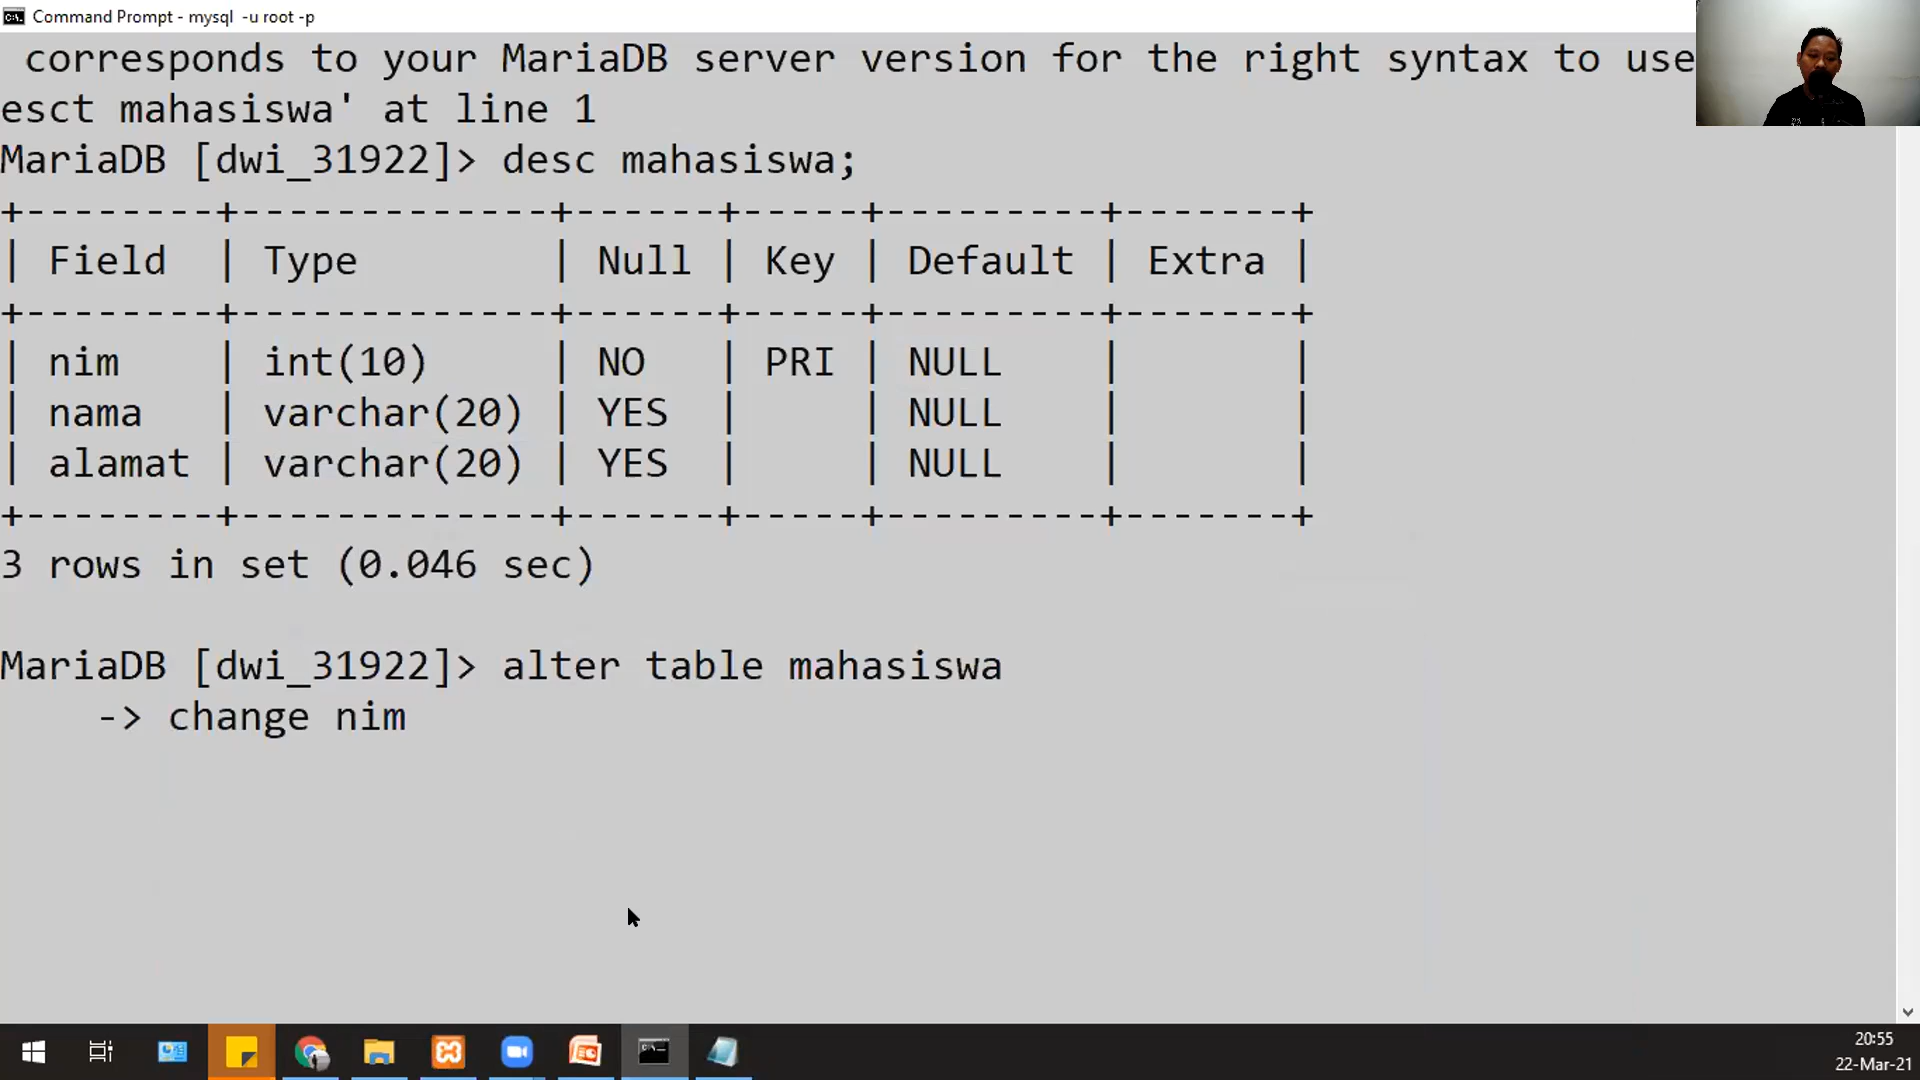 Command Prompt - mysql  -u root -p
 corresponds to your MariaDB server version for the right syntax to use
esct mahasiswa' at line 1
MariaDB [dwi_31922]> desc mahasiswa;
+--------+-------------+------+-----+---------+-------+
| Field  | Type        | Null | Key | Default | Extra |
+--------+-------------+------+-----+---------+-------+
| nim    | int(10)     | NO   | PRI | NULL    |       |
| nama   | varchar(20) | YES  |     | NULL    |       |
| alamat | varchar(20) | YES  |     | NULL    |       |
+--------+-------------+------+-----+---------+-------+
3 rows in set (0.046 sec)
MariaDB [dwi_31922]> alter table mahasiswa
    -> change nim
20:55
22-Mar-21